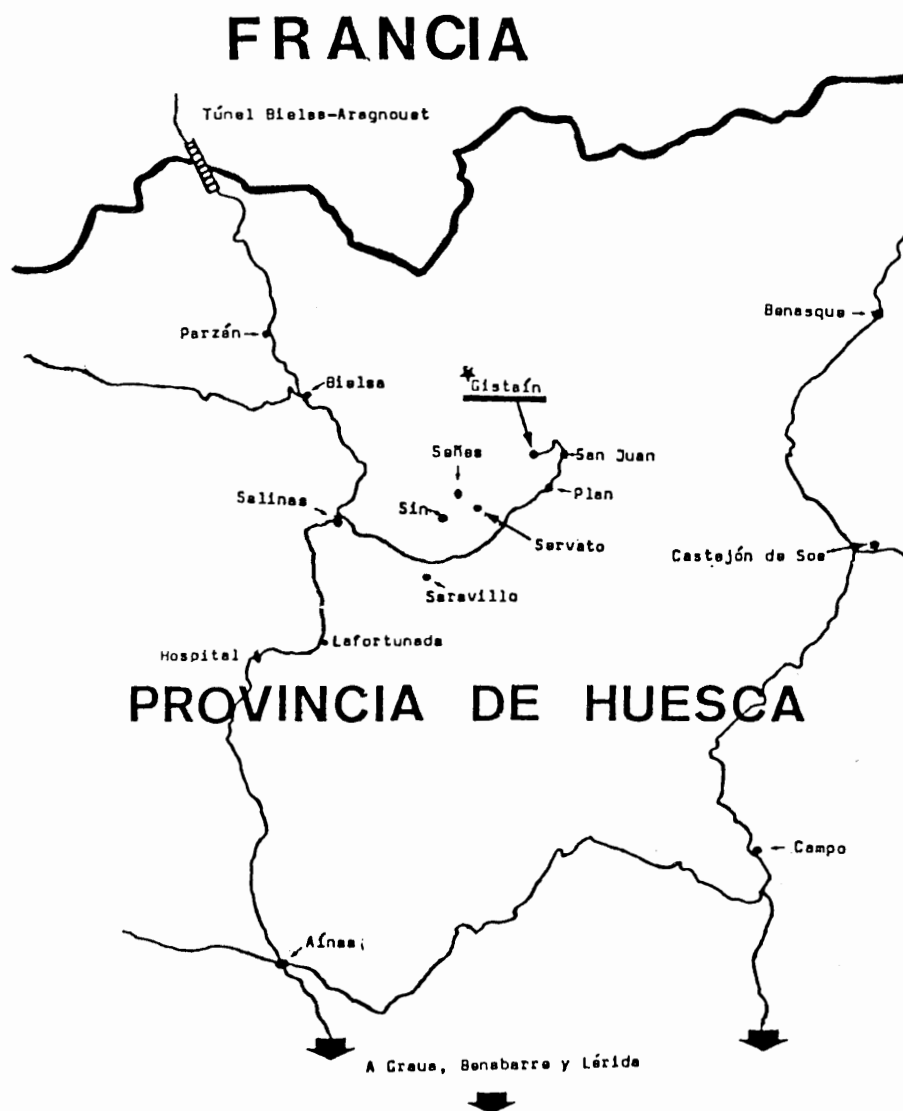 FRANCIA
Túnel Bielsa-Aragnouet
Benasque
Parzán
Bielsa
*Gistaín
Señes
San Juan
Plan
Salinas
Sin
Servato
Castejón de Sos
Saravillo
Hospital
Lafortunada
PROVINCIA DE HUESCA
Campo
Aínsa
A Graus, Benabarre y Lérida